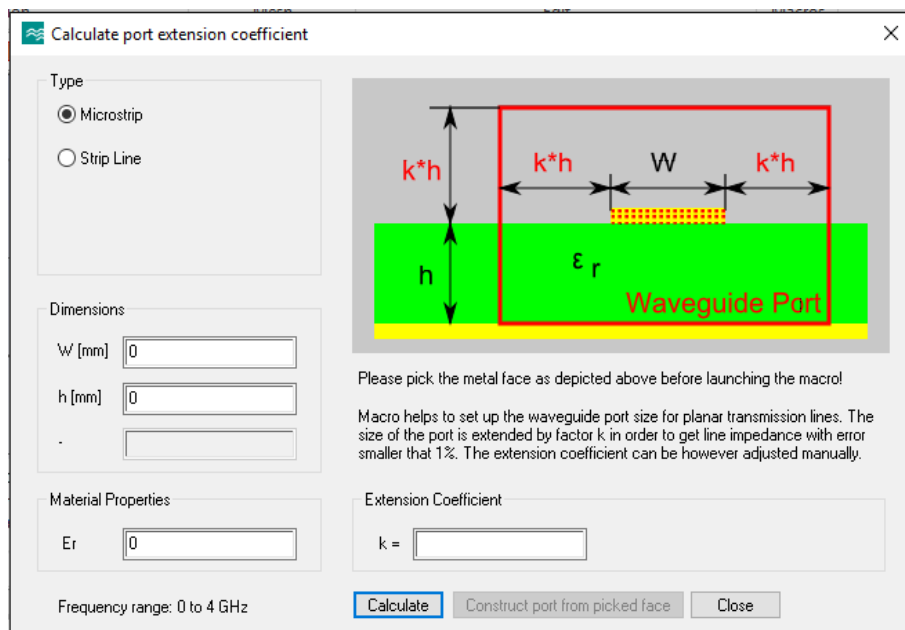 Calculate port extension coefficient
Type
Microstrip
Strip Line
k*h
k*h
W
k*h
h
ε r
Waveguide Port
Dimensions
W [mm]
0
h [mm]
0
-
Please pick the metal face as depicted above before launching the macro!
Macro helps to set up the waveguide port size for planar transmission lines. The
size of the port is extended by factor k in order to get line impedance with error
smaller that 1%. The extension coefficient can be however adjusted manually.
Material Properties
Er
0
Extension Coefficient
k =
Frequency range: 0 to 4 GHz
Calculate
Construct port from picked face
Close